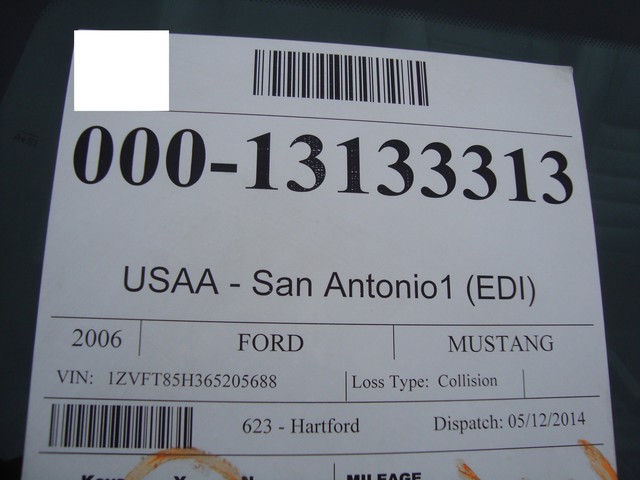 000-13133313
USAA - San Antonio1 (EDI)
2006 FORD MUSTANG
VIN: 1ZVFT85H365205688 Loss Type: Collision
623 - Hartford Dispatch: 05/12/2014
MILEAGE